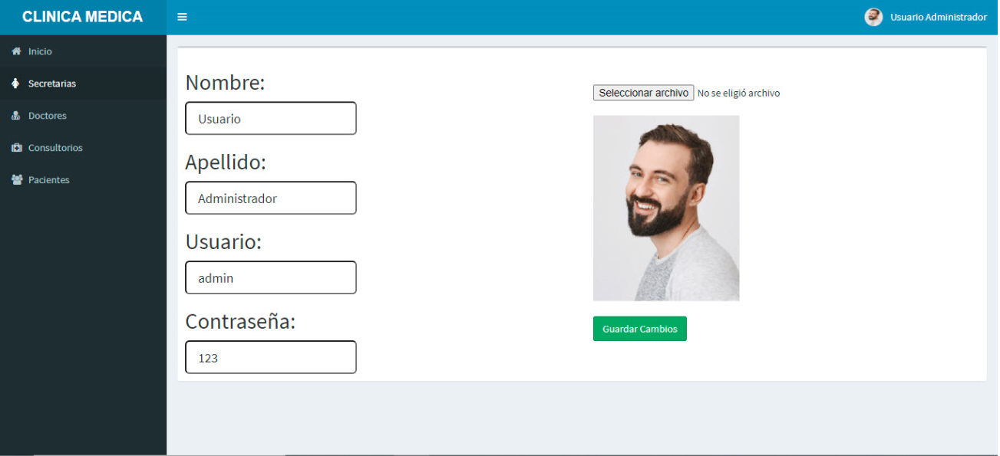 CLINICA MEDICA
Usuario Administrador
Inicio
Secretarias
Doctores
Consultorios
Pacientes
Nombre:
Usuario
Apellido:
Administrador
Usuario:
admin
Contraseña:
123
Seleccionar archivo No se eligió archivo
Guardar Cambios